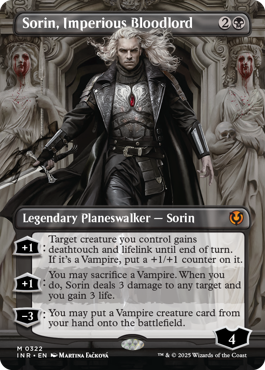 Sorin, Imperious Bloodlord 2
Legendary Planeswalker — Sorin
+1: Target creature you control gains
deathtouch and lifelink until end of turn.
If it's a Vampire, put a +1/+1 counter on it.
+1: You may sacrifice a Vampire. When you
do, Sorin deals 3 damage to any target and
you gain 3 life.
-3: You may put a Vampire creature card from
your hand onto the battlefield.
4
M 0322
INR • EN Martina Fačková
™ & © 2025 Wizards of the Coast